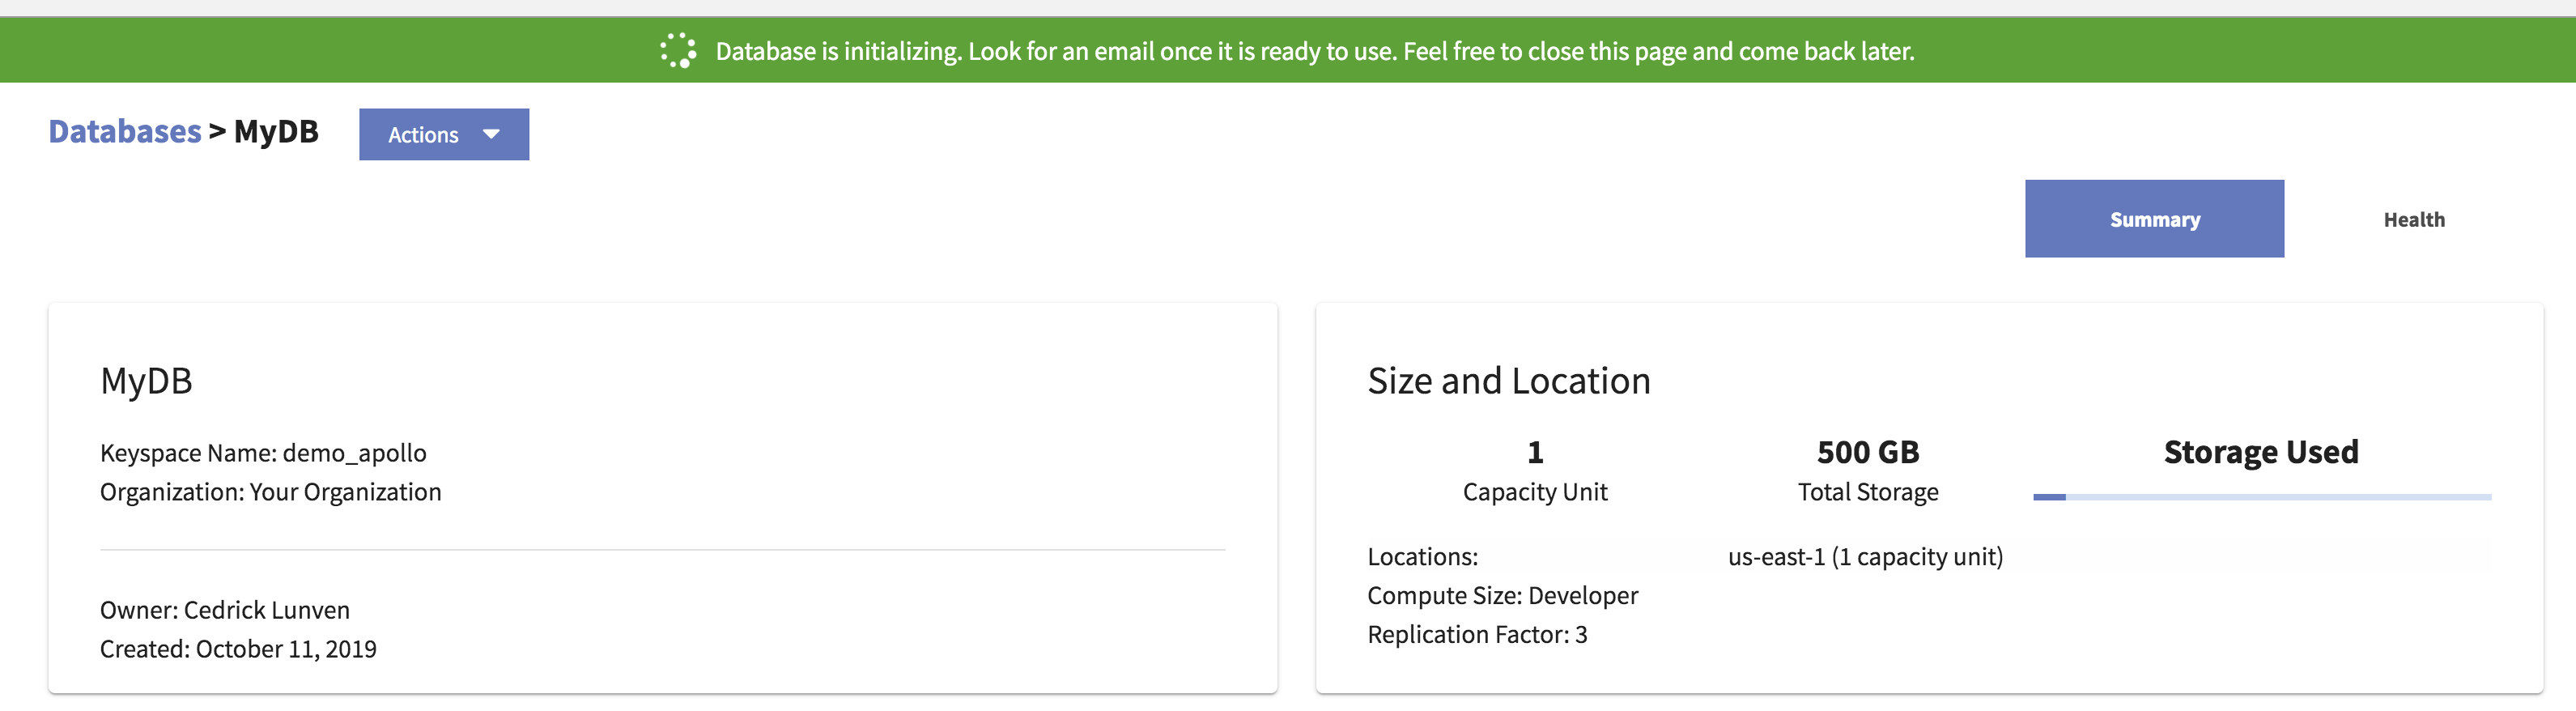 Database is initializing. Look for an email once it is ready to use. Feel free to close this page and come back later.
Databases > MyDB
Actions
Summary
Health
MyDB
Keyspace Name: demo_apollo
Organization: Your Organization
Owner: Cedrick Lunven
Created: October 11, 2019
Size and Location
1
Capacity Unit
500 GB
Total Storage
Storage Used
Locations: us-east-1 (1 capacity unit)
Compute Size: Developer
Replication Factor: 3